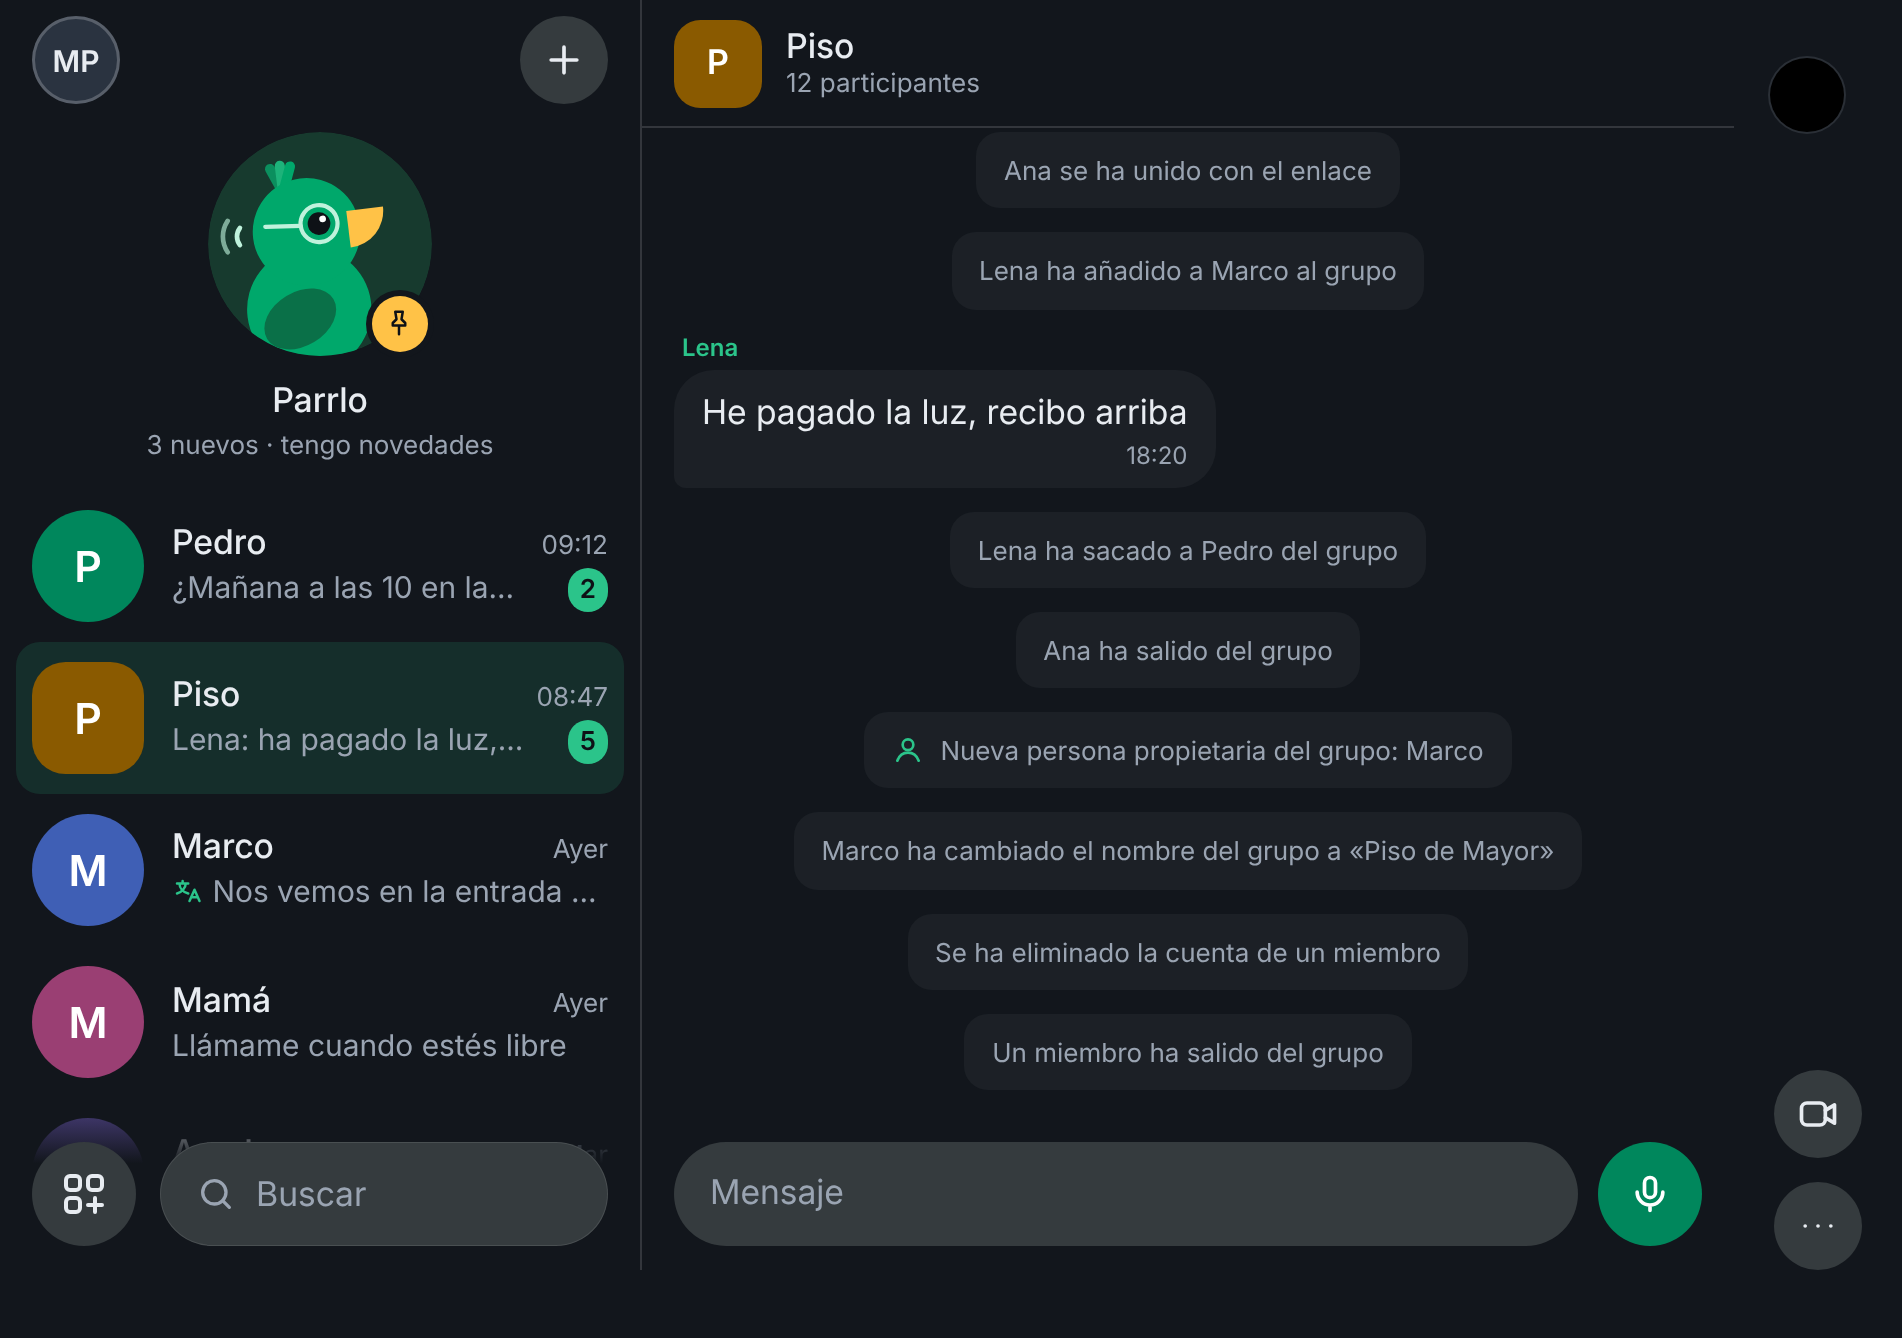 MP
Parrlo
3 nuevos · tengo novedades
P
Pedro
09:12
¿Mañana a las 10 en la...
2
P
Piso
08:47
Lena: ha pagado la luz,...
5
M
Marco
Ayer
Nos vemos en la entrada ...
M
Mamá
Ayer
Llámame cuando estés libre
Buscar
P
Piso
12 participantes
Ana se ha unido con el enlace
Lena ha añadido a Marco al grupo
Lena
He pagado la luz, recibo arriba
18:20
Lena ha sacado a Pedro del grupo
Ana ha salido del grupo
Nueva persona propietaria del grupo: Marco
Marco ha cambiado el nombre del grupo a «Piso de Mayor»
Se ha eliminado la cuenta de un miembro
Un miembro ha salido del grupo
Mensaje